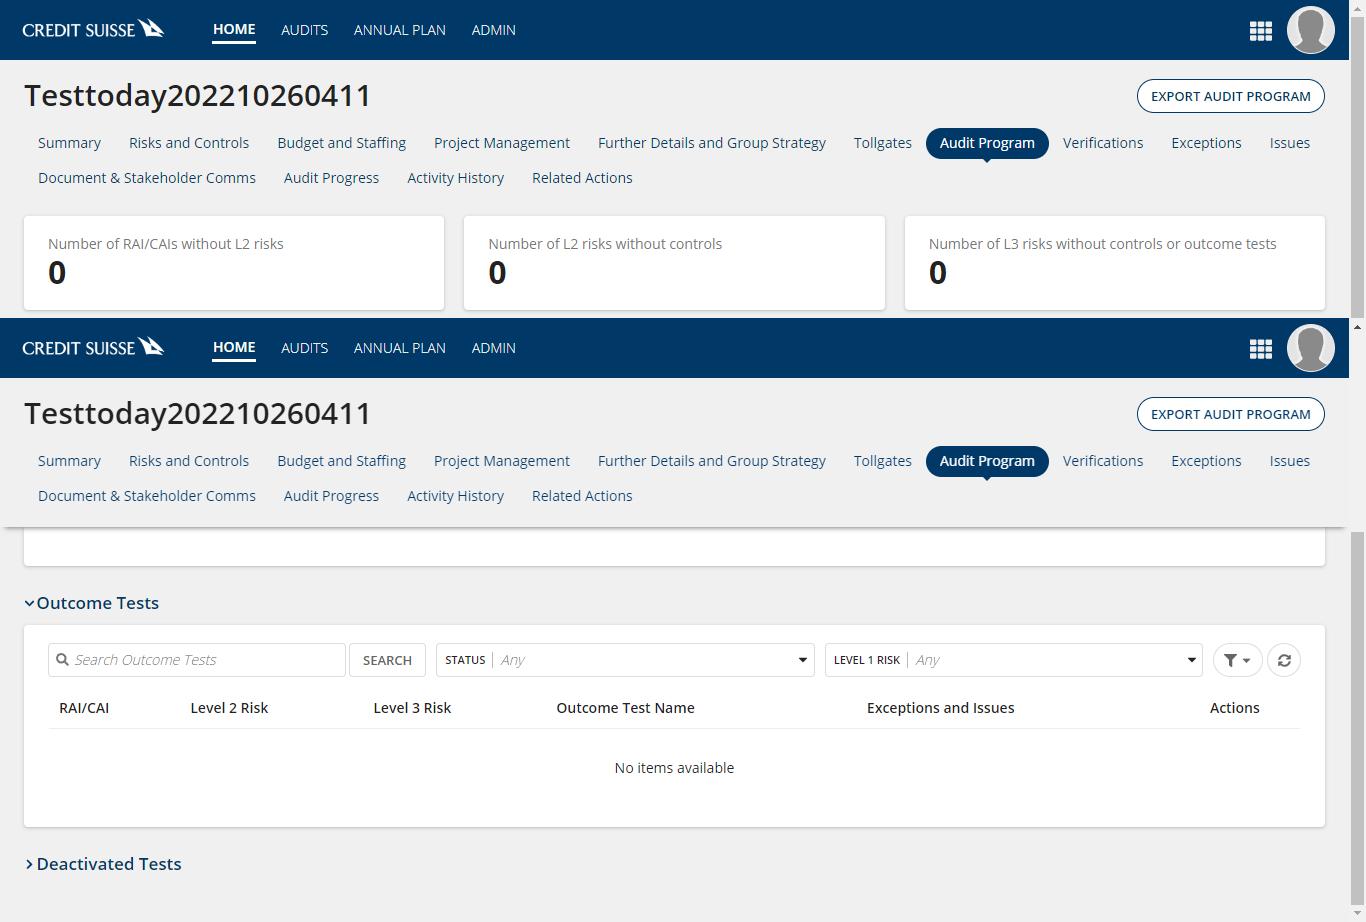 CREDIT SUISSE HOME AUDITS ANNUAL PLAN ADMIN
Testtoday202210260411 EXPORT AUDIT PROGRAM
Summary Risks and Controls Budget and Staffing Project Management Further Details and Group Strategy Tollgates Audit Program Verifications Exceptions Issues
Document & Stakeholder Comms Audit Progress Activity History Related Actions
Number of RAI/CAIs without L2 risks Number of L2 risks without controls Number of L3 risks without controls or outcome tests
0 0 0
CREDIT SUISSE HOME AUDITS ANNUAL PLAN ADMIN
Testtoday202210260411 EXPORT AUDIT PROGRAM
Summary Risks and Controls Budget and Staffing Project Management Further Details and Group Strategy Tollgates Audit Program Verifications Exceptions Issues
Document & Stakeholder Comms Audit Progress Activity History Related Actions
Outcome Tests
Search Outcome Tests SEARCH STATUS Any LEVEL 1 RISK Any
RAI/CAI Level 2 Risk Level 3 Risk Outcome Test Name Exceptions and Issues Actions
No items available
Deactivated Tests